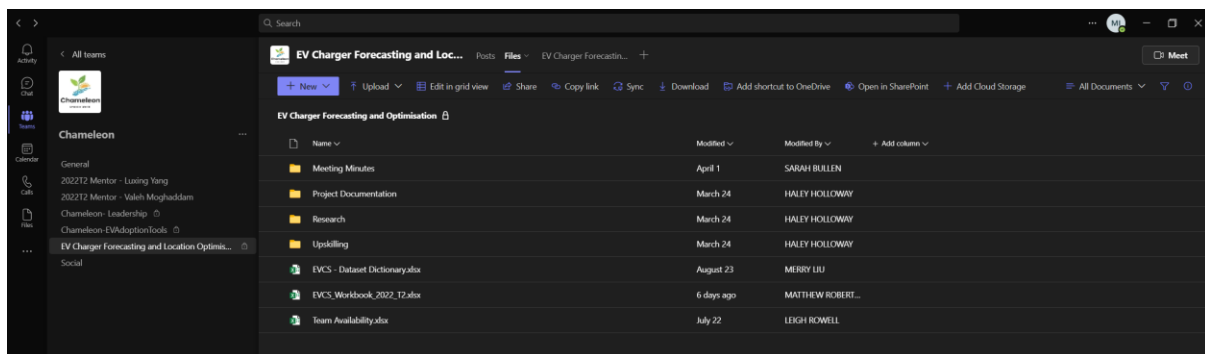 Search
ML
Activity
Chat
Teams
Calendar
Calls
Files
All teams
Chameleon
Chameleon
General
2022T2 Mentor - Luxing Yang
2022T2 Mentor - Valeh Moghaddam
Chameleon- Leadership
Chameleon-EVAdoptionTools
EV Charger Forecasting and Location Optimis...
Social
EV Charger Forecasting and Loc... Posts Files EV Charger Forecastin... Meet
New Upload Edit in grid view Share Copy link Sync Download Add shortcut to OneDrive Open in SharePoint Add Cloud Storage All Documents
EV Charger Forecasting and Optimisation
Name Modified Modified By + Add column
Meeting Minutes April 1 SARAH BULLEN
Project Documentation March 24 HALEY HOLLOWAY
Research March 24 HALEY HOLLOWAY
Upskilling March 24 HALEY HOLLOWAY
EVCS - Dataset Dictionary.xlsx August 23 MERRY LIU
EVCS_Workbook_2022_T2.xlsx 6 days ago MATTHEW ROBERT...
Team Availability.xlsx July 22 LEIGH ROWELL